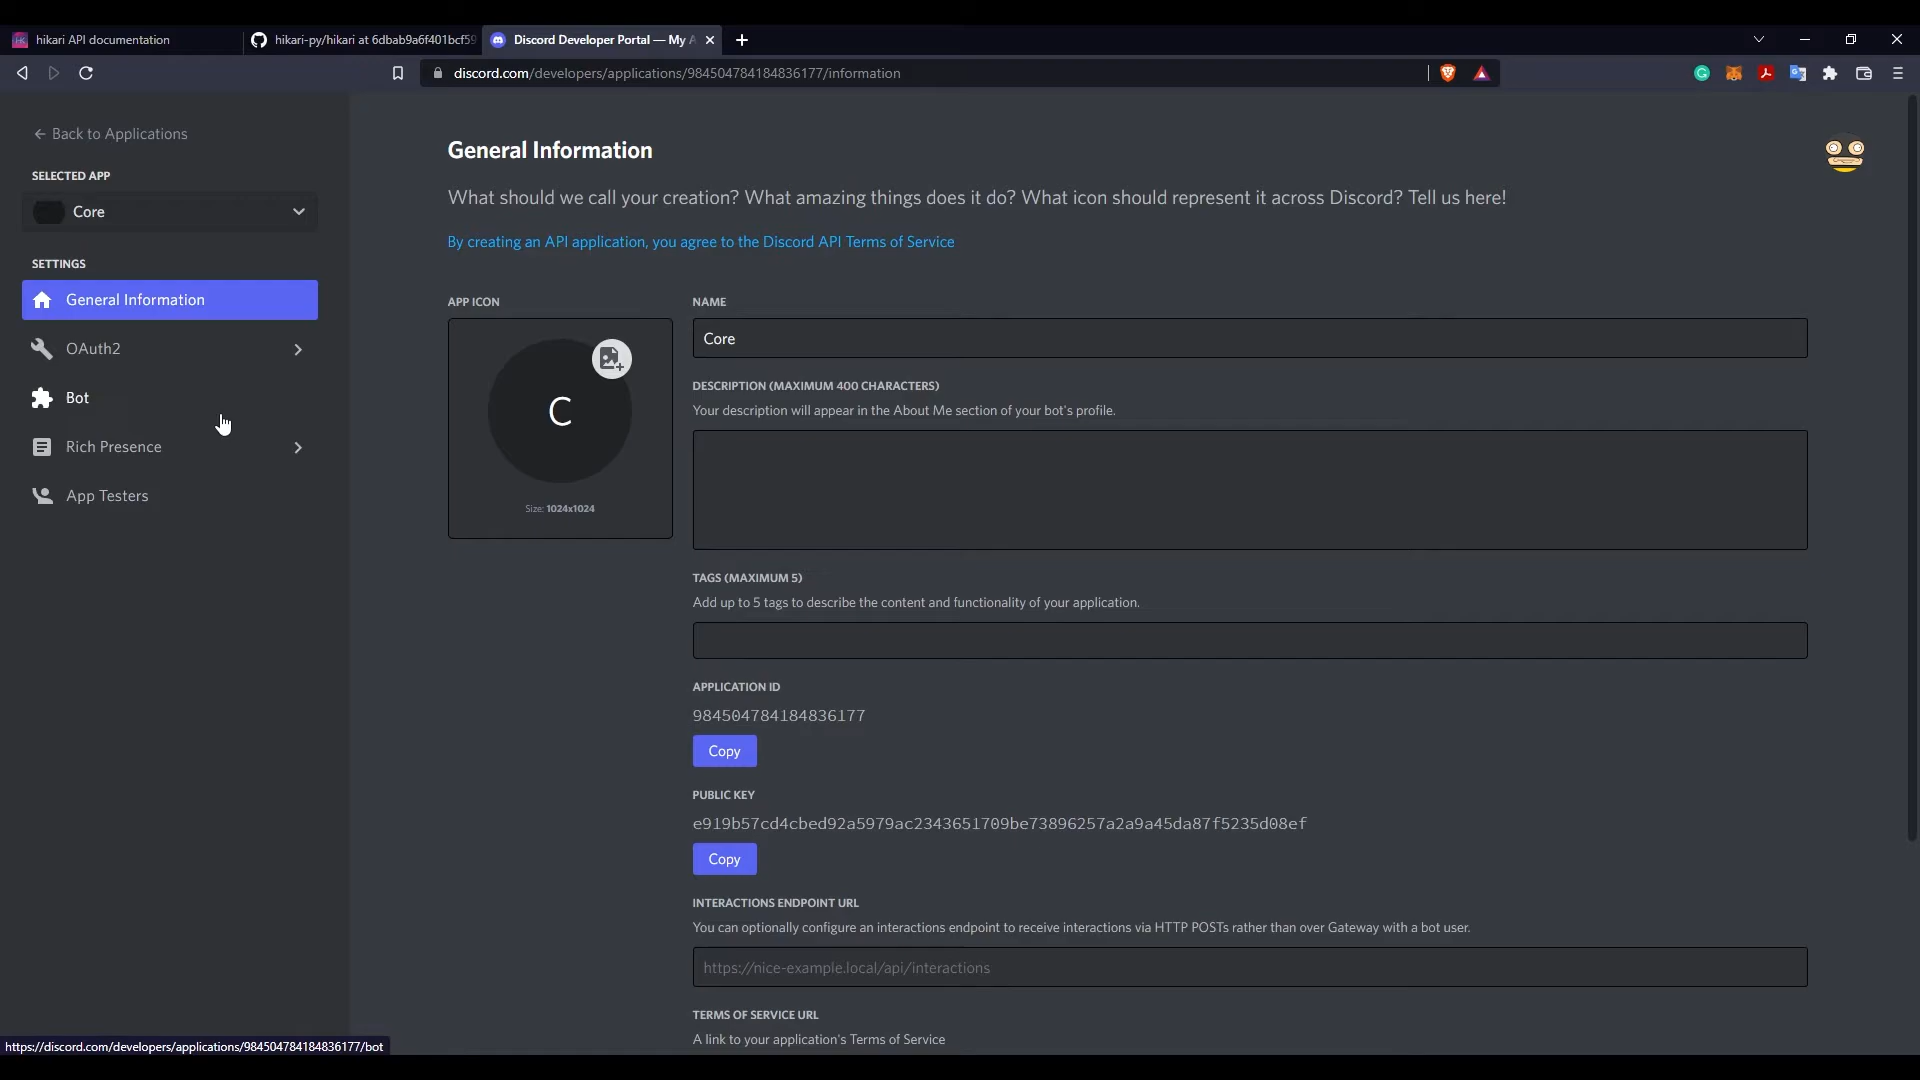 hikari API documentation
hikari-py/hikari at 6dbab9a6f401bcf59
Discord Developer Portal — My A
discord.com/developers/applications/984504784184836177/information
Back to Applications
SELECTED APP
Core
SETTINGS
General Information
OAuth2
Bot
Rich Presence
App Testers
General Information
What should we call your creation? What amazing things does it do? What icon should represent it across Discord? Tell us here!
By creating an API application, you agree to the Discord API Terms of Service
APP ICON
C
Size: 1024x1024
NAME
Core
DESCRIPTION (MAXIMUM 400 CHARACTERS)
Your description will appear in the About Me section of your bot's profile.
TAGS (MAXIMUM 5)
Add up to 5 tags to describe the content and functionality of your application.
APPLICATION ID
984504784184836177
Copy
PUBLIC KEY
e919b57cd4cbed92a5979ac2343651709be73896257a2a9a45da87f5235d08ef
Copy
INTERACTIONS ENDPOINT URL
You can optionally configure an interactions endpoint to receive interactions via HTTP POSTs rather than over Gateway with a bot user.
https://nice-example.local/api/interactions
TERMS OF SERVICE URL
A link to your application's Terms of Service
https://discord.com/developers/applications/984504784184836177/bot